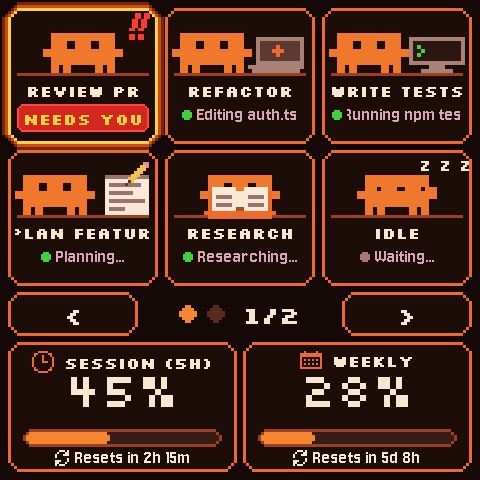 !!
REVIEW PR
NEEDS YOU
REFACTOR
Editing auth.ts
WRITE TESTS
Running npm tes
PLAN FEATUR
Planning...
RESEARCH
Researching...
z z z
IDLE
Waiting...
<
1/2
>
SESSION (5H)
45%
Resets in 2h 15m
WEEKLY
28%
Resets in 5d 8h